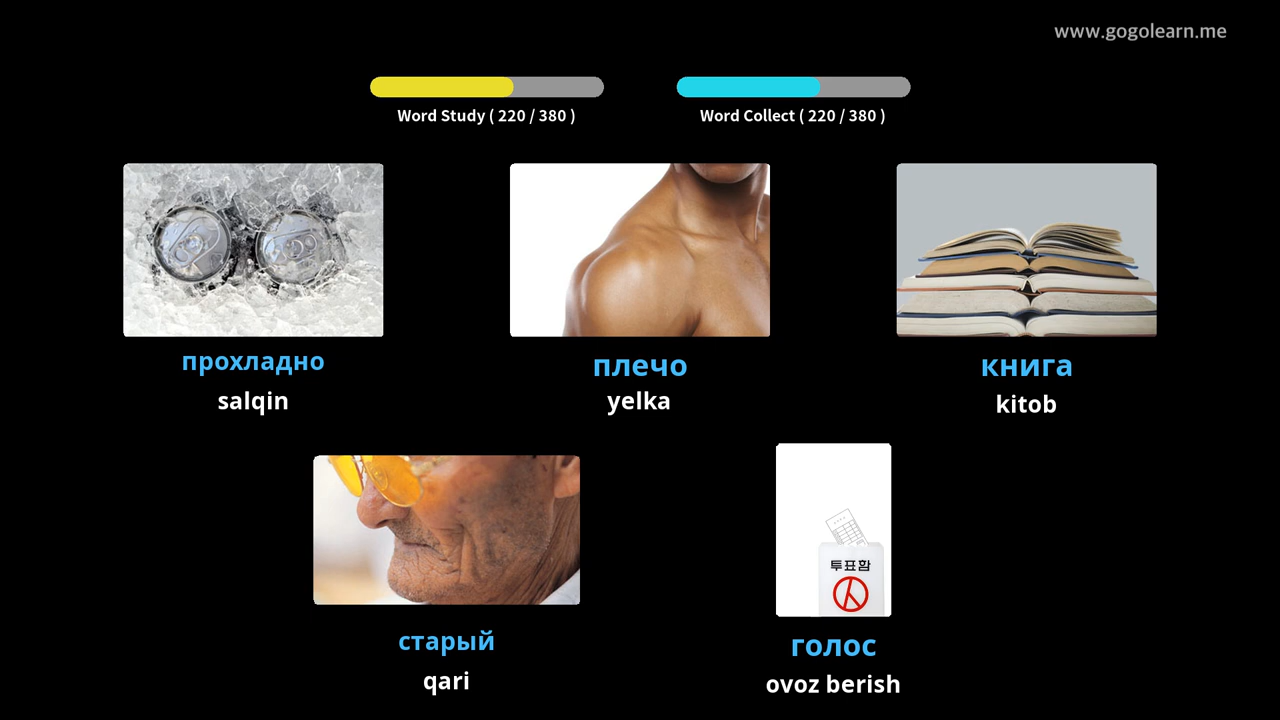 www.gogolearn.me
Word Study ( 220 / 380 )
Word Collect ( 220 / 380 )
прохладно
salqin
плечо
yelka
книга
kitob
투표함
старый
qari
голос
ovoz berish